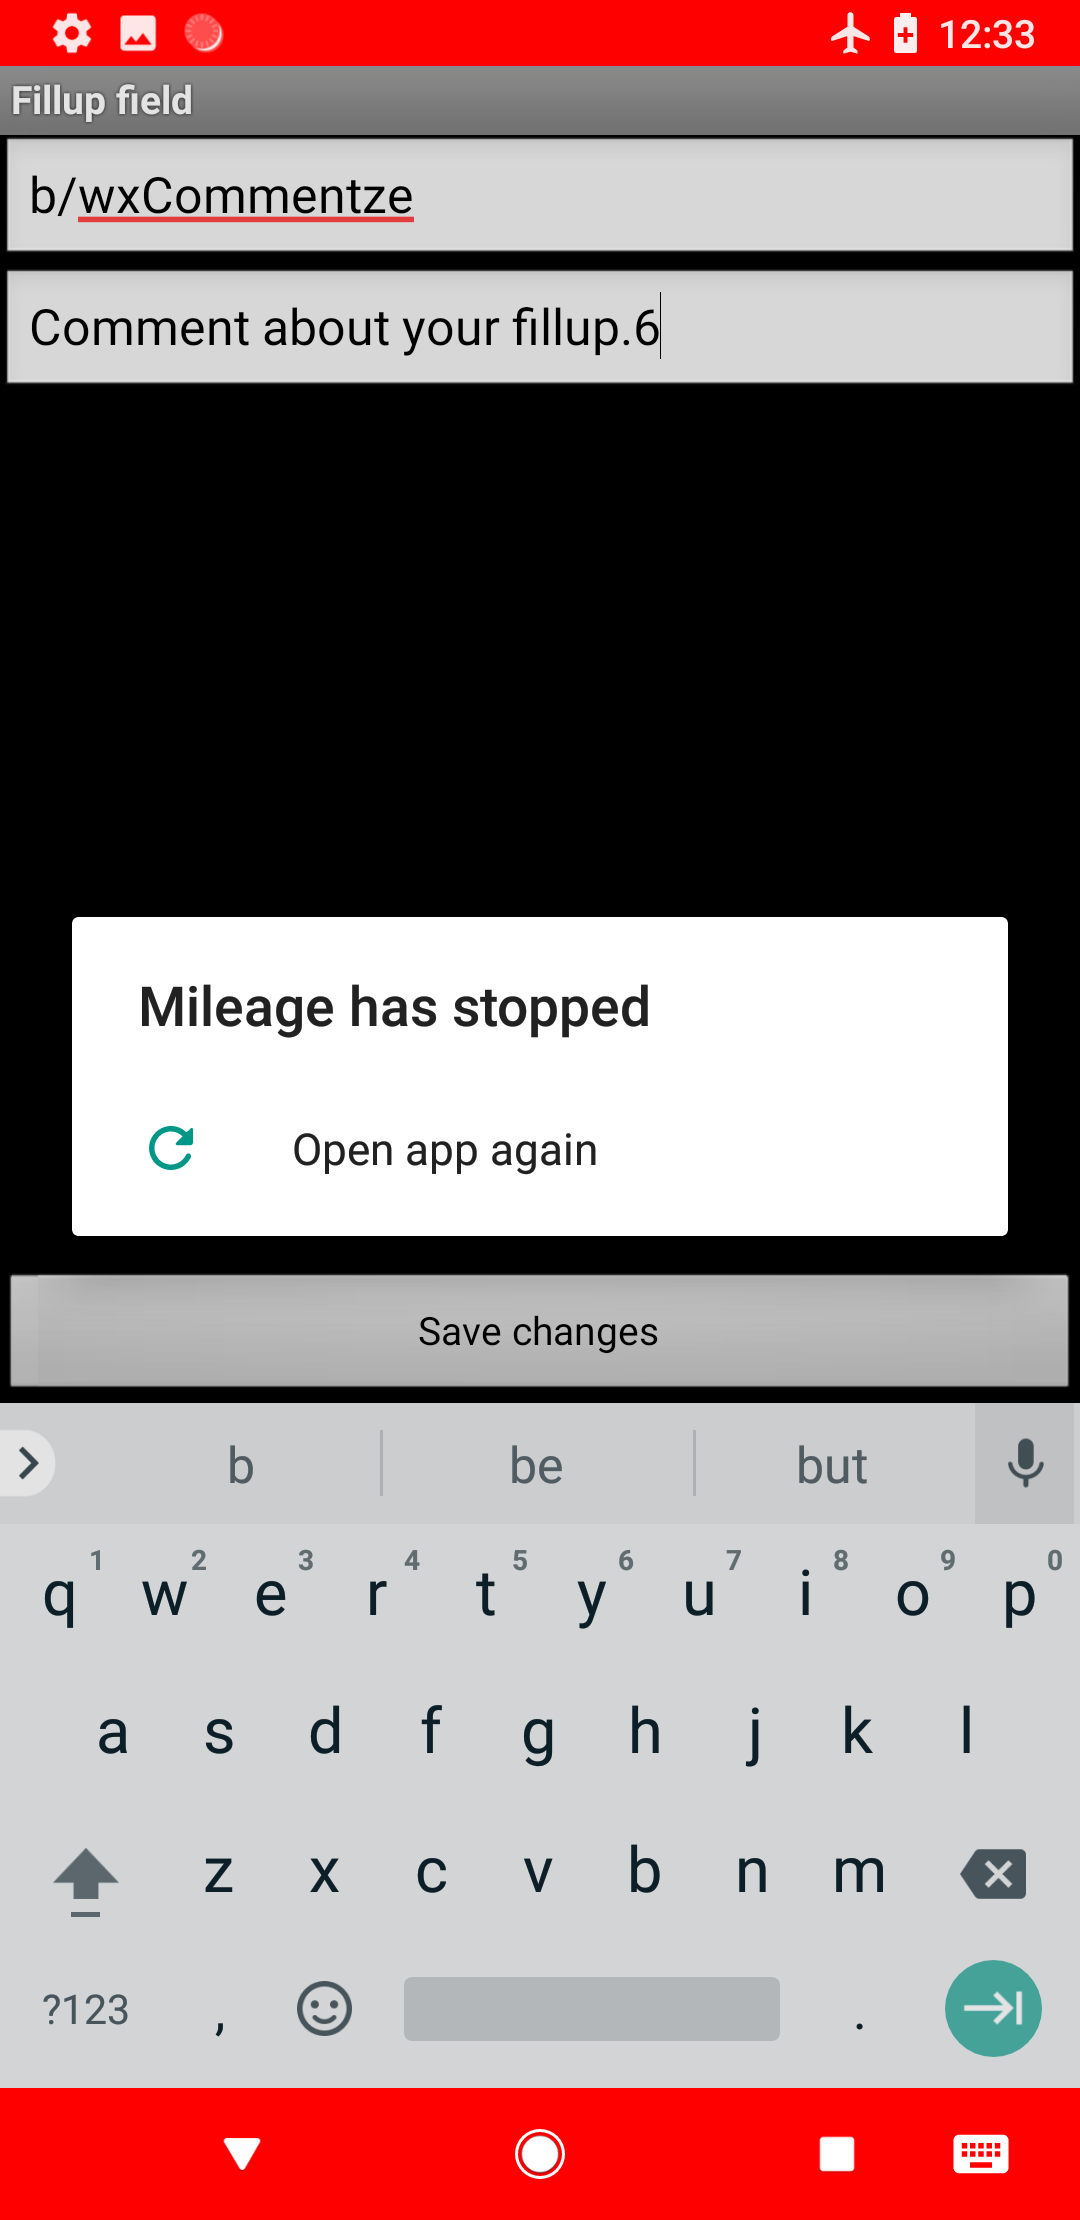 12:33
Fillup field
b/wxCommentze
Comment about your fillup.6
Mileage has stopped
Open app again
Save changes
b be but
1 2 3 4 5 6 7 8 9 0
q w e r t y u i o p
a s d f g h j k l
z x c v b n m
?123 , .